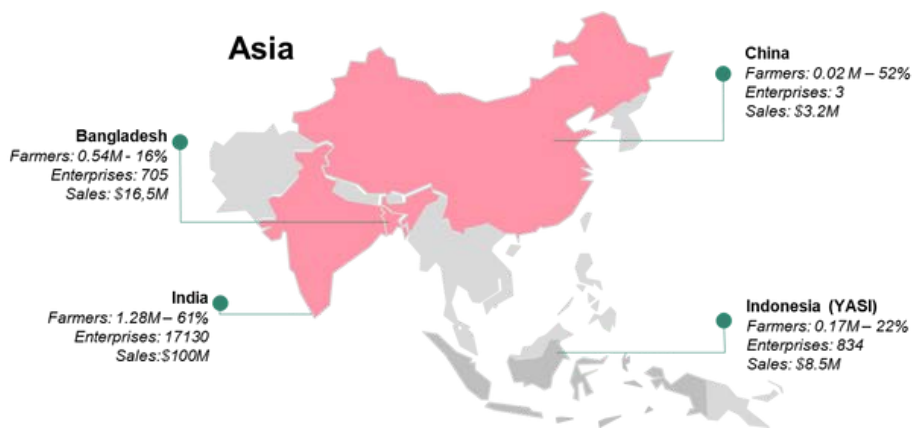 Asia
China
Farmers: 0.02 M – 52%
Enterprises: 3
Sales: $3.2M
Bangladesh
Farmers: 0.54M - 16%
Enterprises: 705
Sales: $16,5M
India
Farmers: 1.28M – 61%
Enterprises: 17130
Sales:$100M
Indonesia (YASI)
Farmers: 0.17M – 22%
Enterprises: 834
Sales: $8.5M